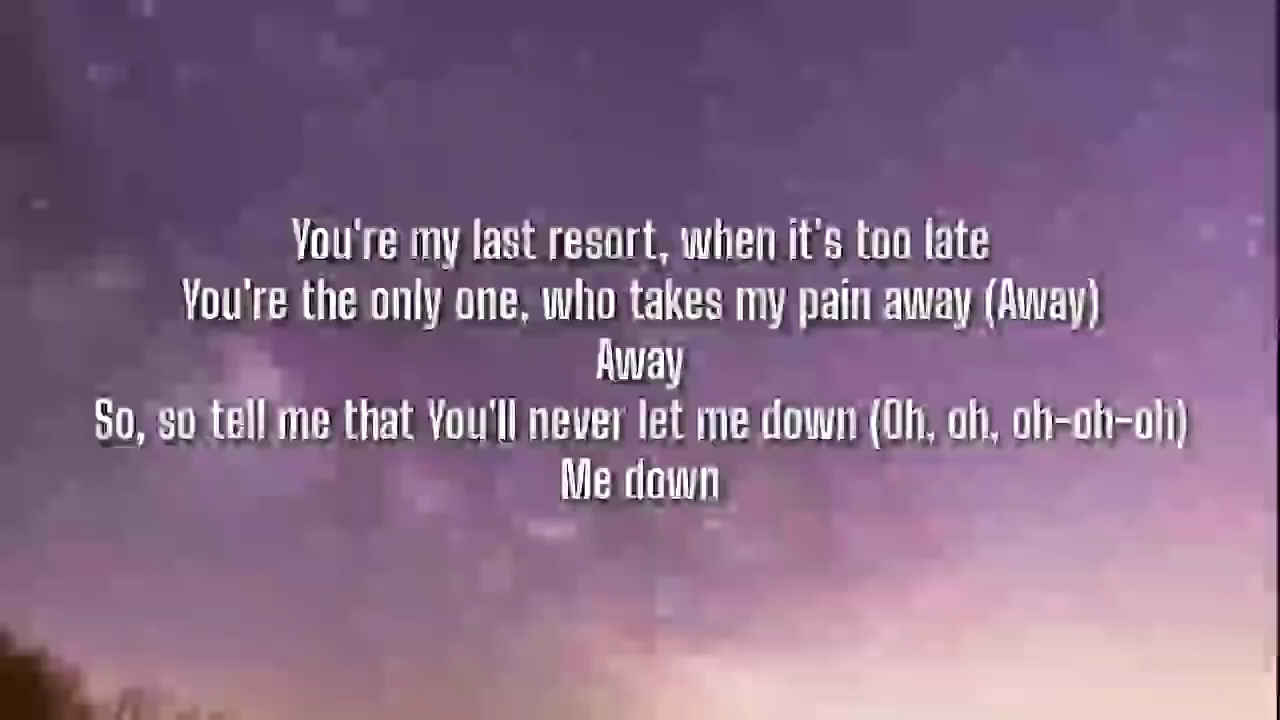 You're my last resort, when it's too late
You're the only one, who takes my pain away (Away)
Away
So, so tell me that You'll never let me down (Oh, oh, oh-oh-oh)
Me down